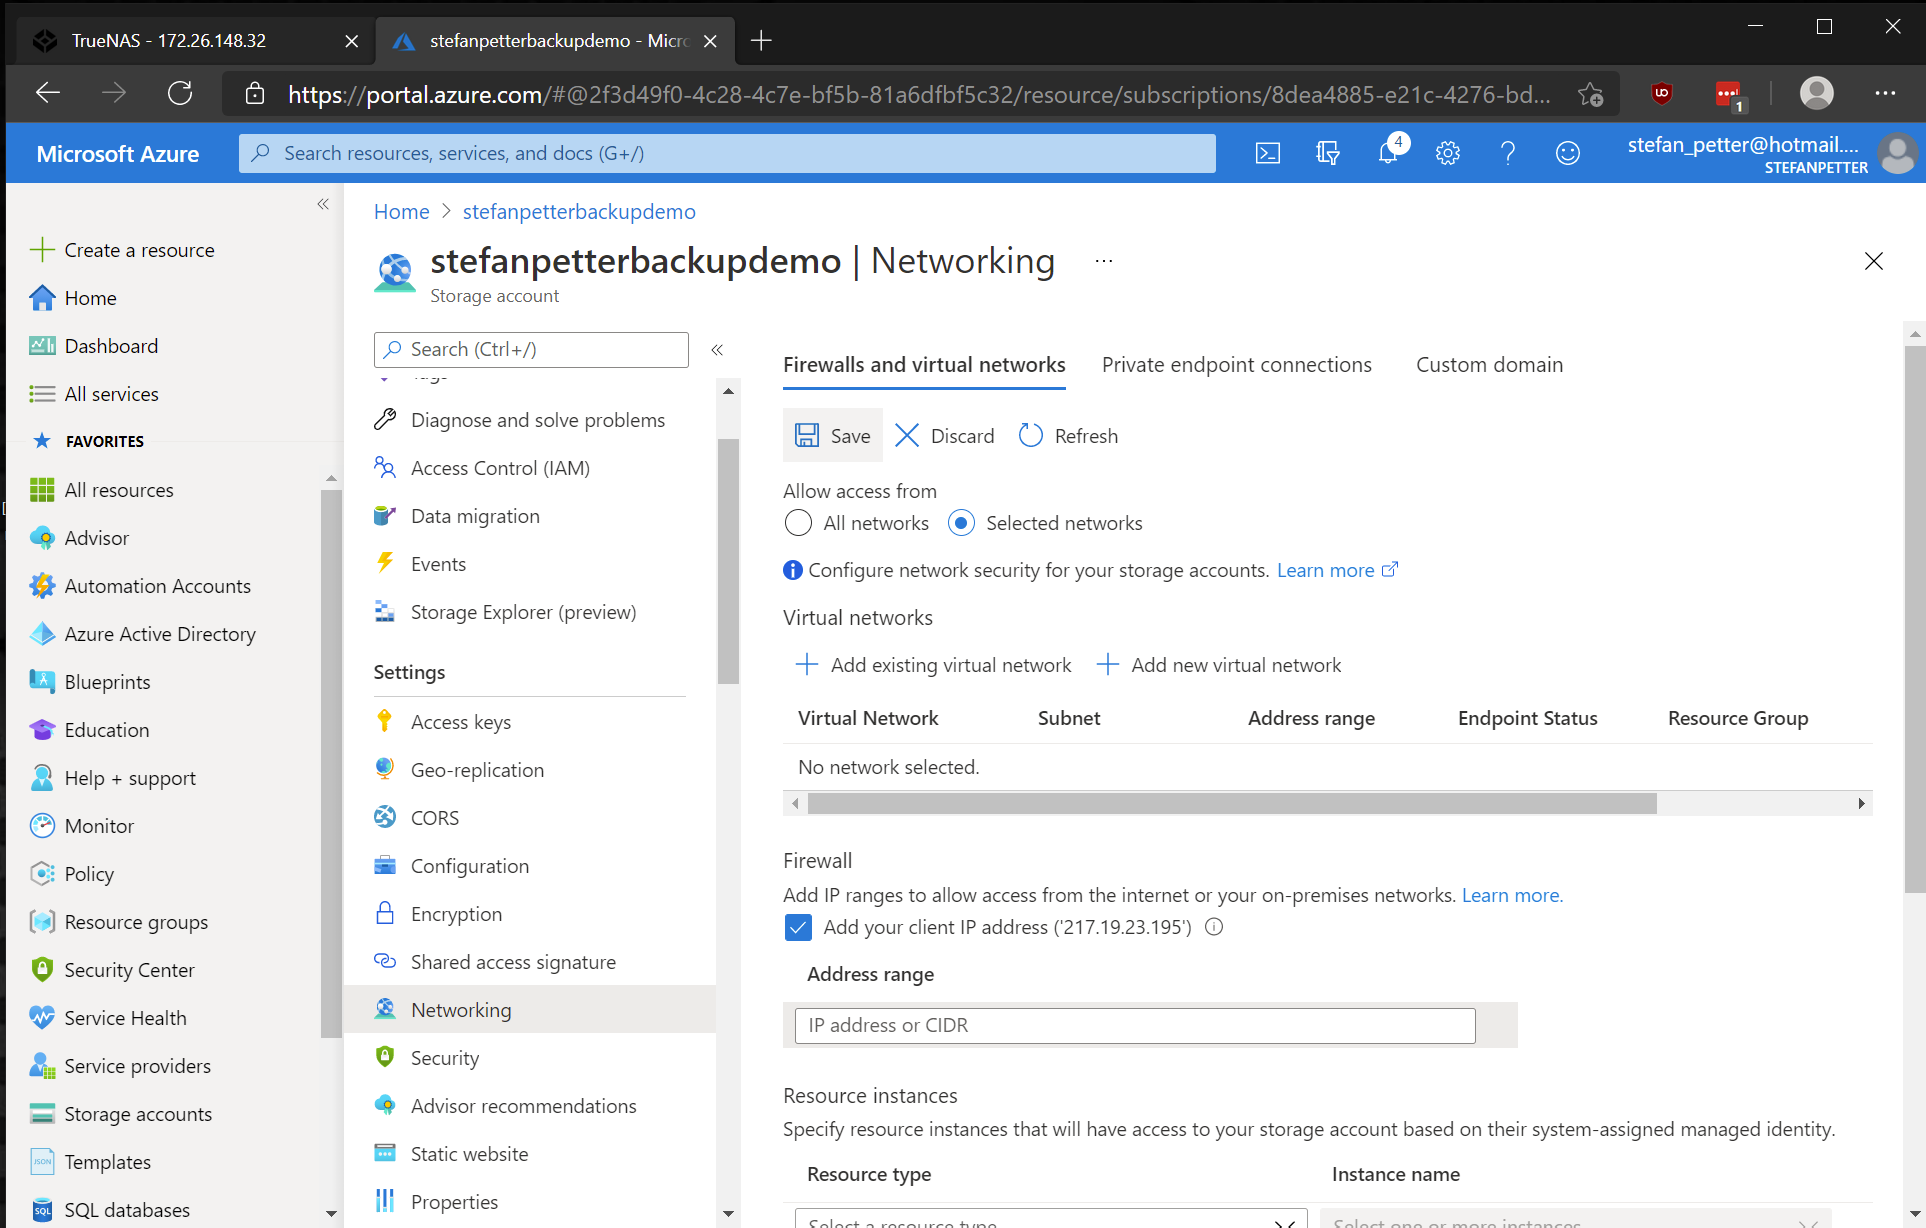 TrueNAS - 172.26.148.32
stefanpetterbackupdemo - Micr
https://portal.azure.com/#@2f3d49f0-4c28-4c7e-bf5b-81a6dfbf5c32/resource/subscriptions/8dea4885-e21c-4276-bd...
1
Microsoft Azure
Search resources, services, and docs (G+/)
4
stefan_petter@hotmail....
STEFANPETTER
Create a resource
Home
Dashboard
All services
FAVORITES
All resources
Advisor
Automation Accounts
Azure Active Directory
Blueprints
Education
Help + support
Monitor
Policy
Resource groups
Security Center
Service Health
Service providers
Storage accounts
Templates
SQL databases
Home > stefanpetterbackupdemo
stefanpetterbackupdemo | Networking ...
Storage account
Search (Ctrl+/)
Diagnose and solve problems
Access Control (IAM)
Data migration
Events
Storage Explorer (preview)
Settings
Access keys
Geo-replication
CORS
Configuration
Encryption
Shared access signature
Networking
Security
Advisor recommendations
Static website
Properties
Firewalls and virtual networks Private endpoint connections Custom domain
Save Discard Refresh
Allow access from
All networks Selected networks
Configure network security for your storage accounts. Learn more
Virtual networks
Add existing virtual network Add new virtual network
Virtual Network Subnet Address range Endpoint Status Resource Group
No network selected.
Firewall
Add IP ranges to allow access from the internet or your on-premises networks. Learn more.
Add your client IP address ('217.19.23.195')
Address range
IP address or CIDR
Resource instances
Specify resource instances that will have access to your storage account based on their system-assigned managed identity.
Resource type Instance name
Select a resource type Select one or more instances